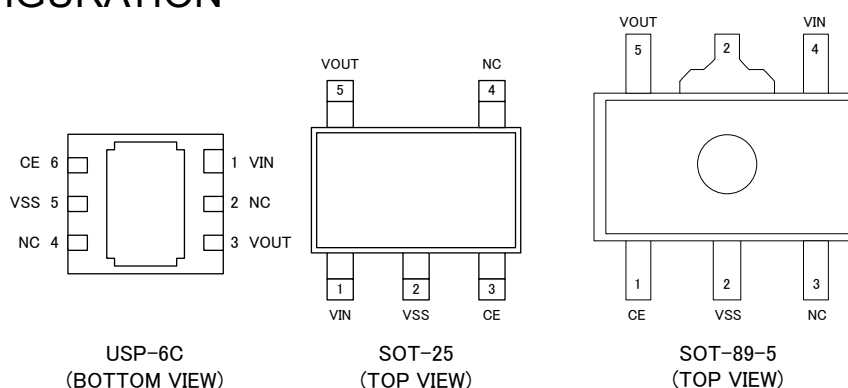 IGURATION
CE 6
1 VIN
VSS 5
2 NC
NC 4
3 VOUT
USP-6C
(BOTTOM VIEW)
VOUT
NC
5
4
1
2
3
VIN
VSS
CE
SOT-25
(TOP VIEW)
VOUT
VIN
5
2
4
1
2
3
CE
VSS
NC
SOT-89-5
(TOP VIEW)